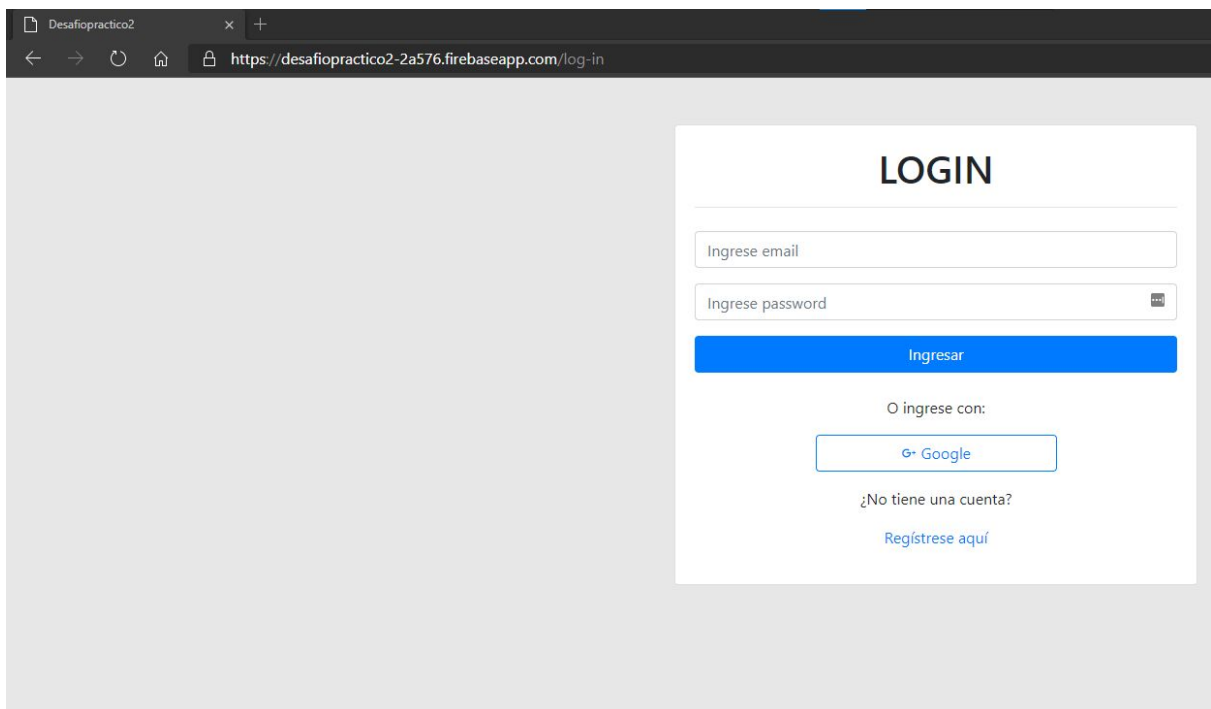 Desafiopractico2
https://desafiopractico2-2a576.firebaseapp.com/log-in
LOGIN
Ingrese email
Ingrese password
Ingresar
O ingrese con:
G+ Google
¿No tiene una cuenta?
Regístrese aquí